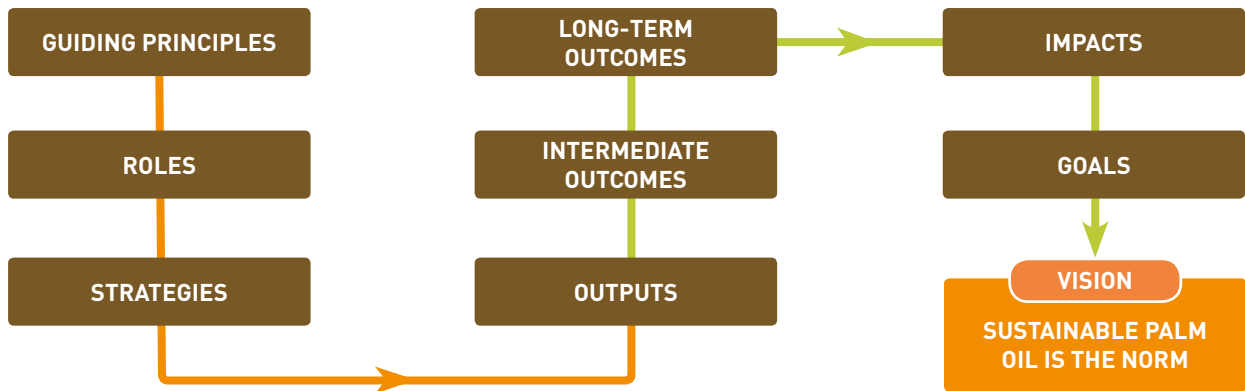 GUIDING PRINCIPLES
ROLES
STRATEGIES
LONG-TERM
OUTCOMES
INTERMEDIATE
OUTCOMES
OUTPUTS
IMPACTS
GOALS
VISION
SUSTAINABLE PALM
OIL IS THE NORM